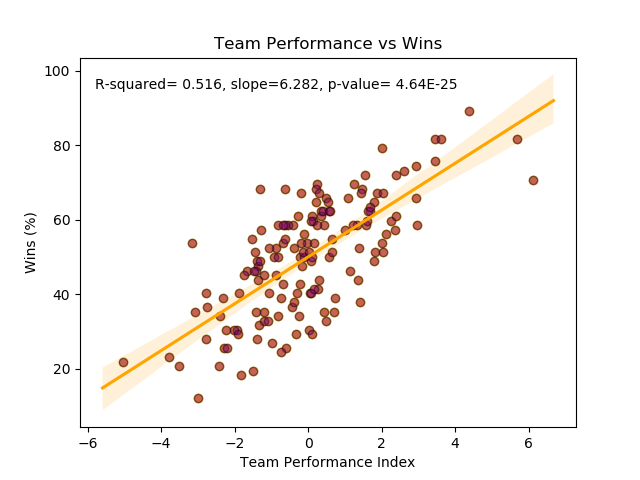 Team Performance vs Wins
R-squared= 0.516, slope=6.282, p-value= 4.64E-25
100
80
60
40
20
Wins (%)
−6 −4 −2 0 2 4 6
Team Performance Index